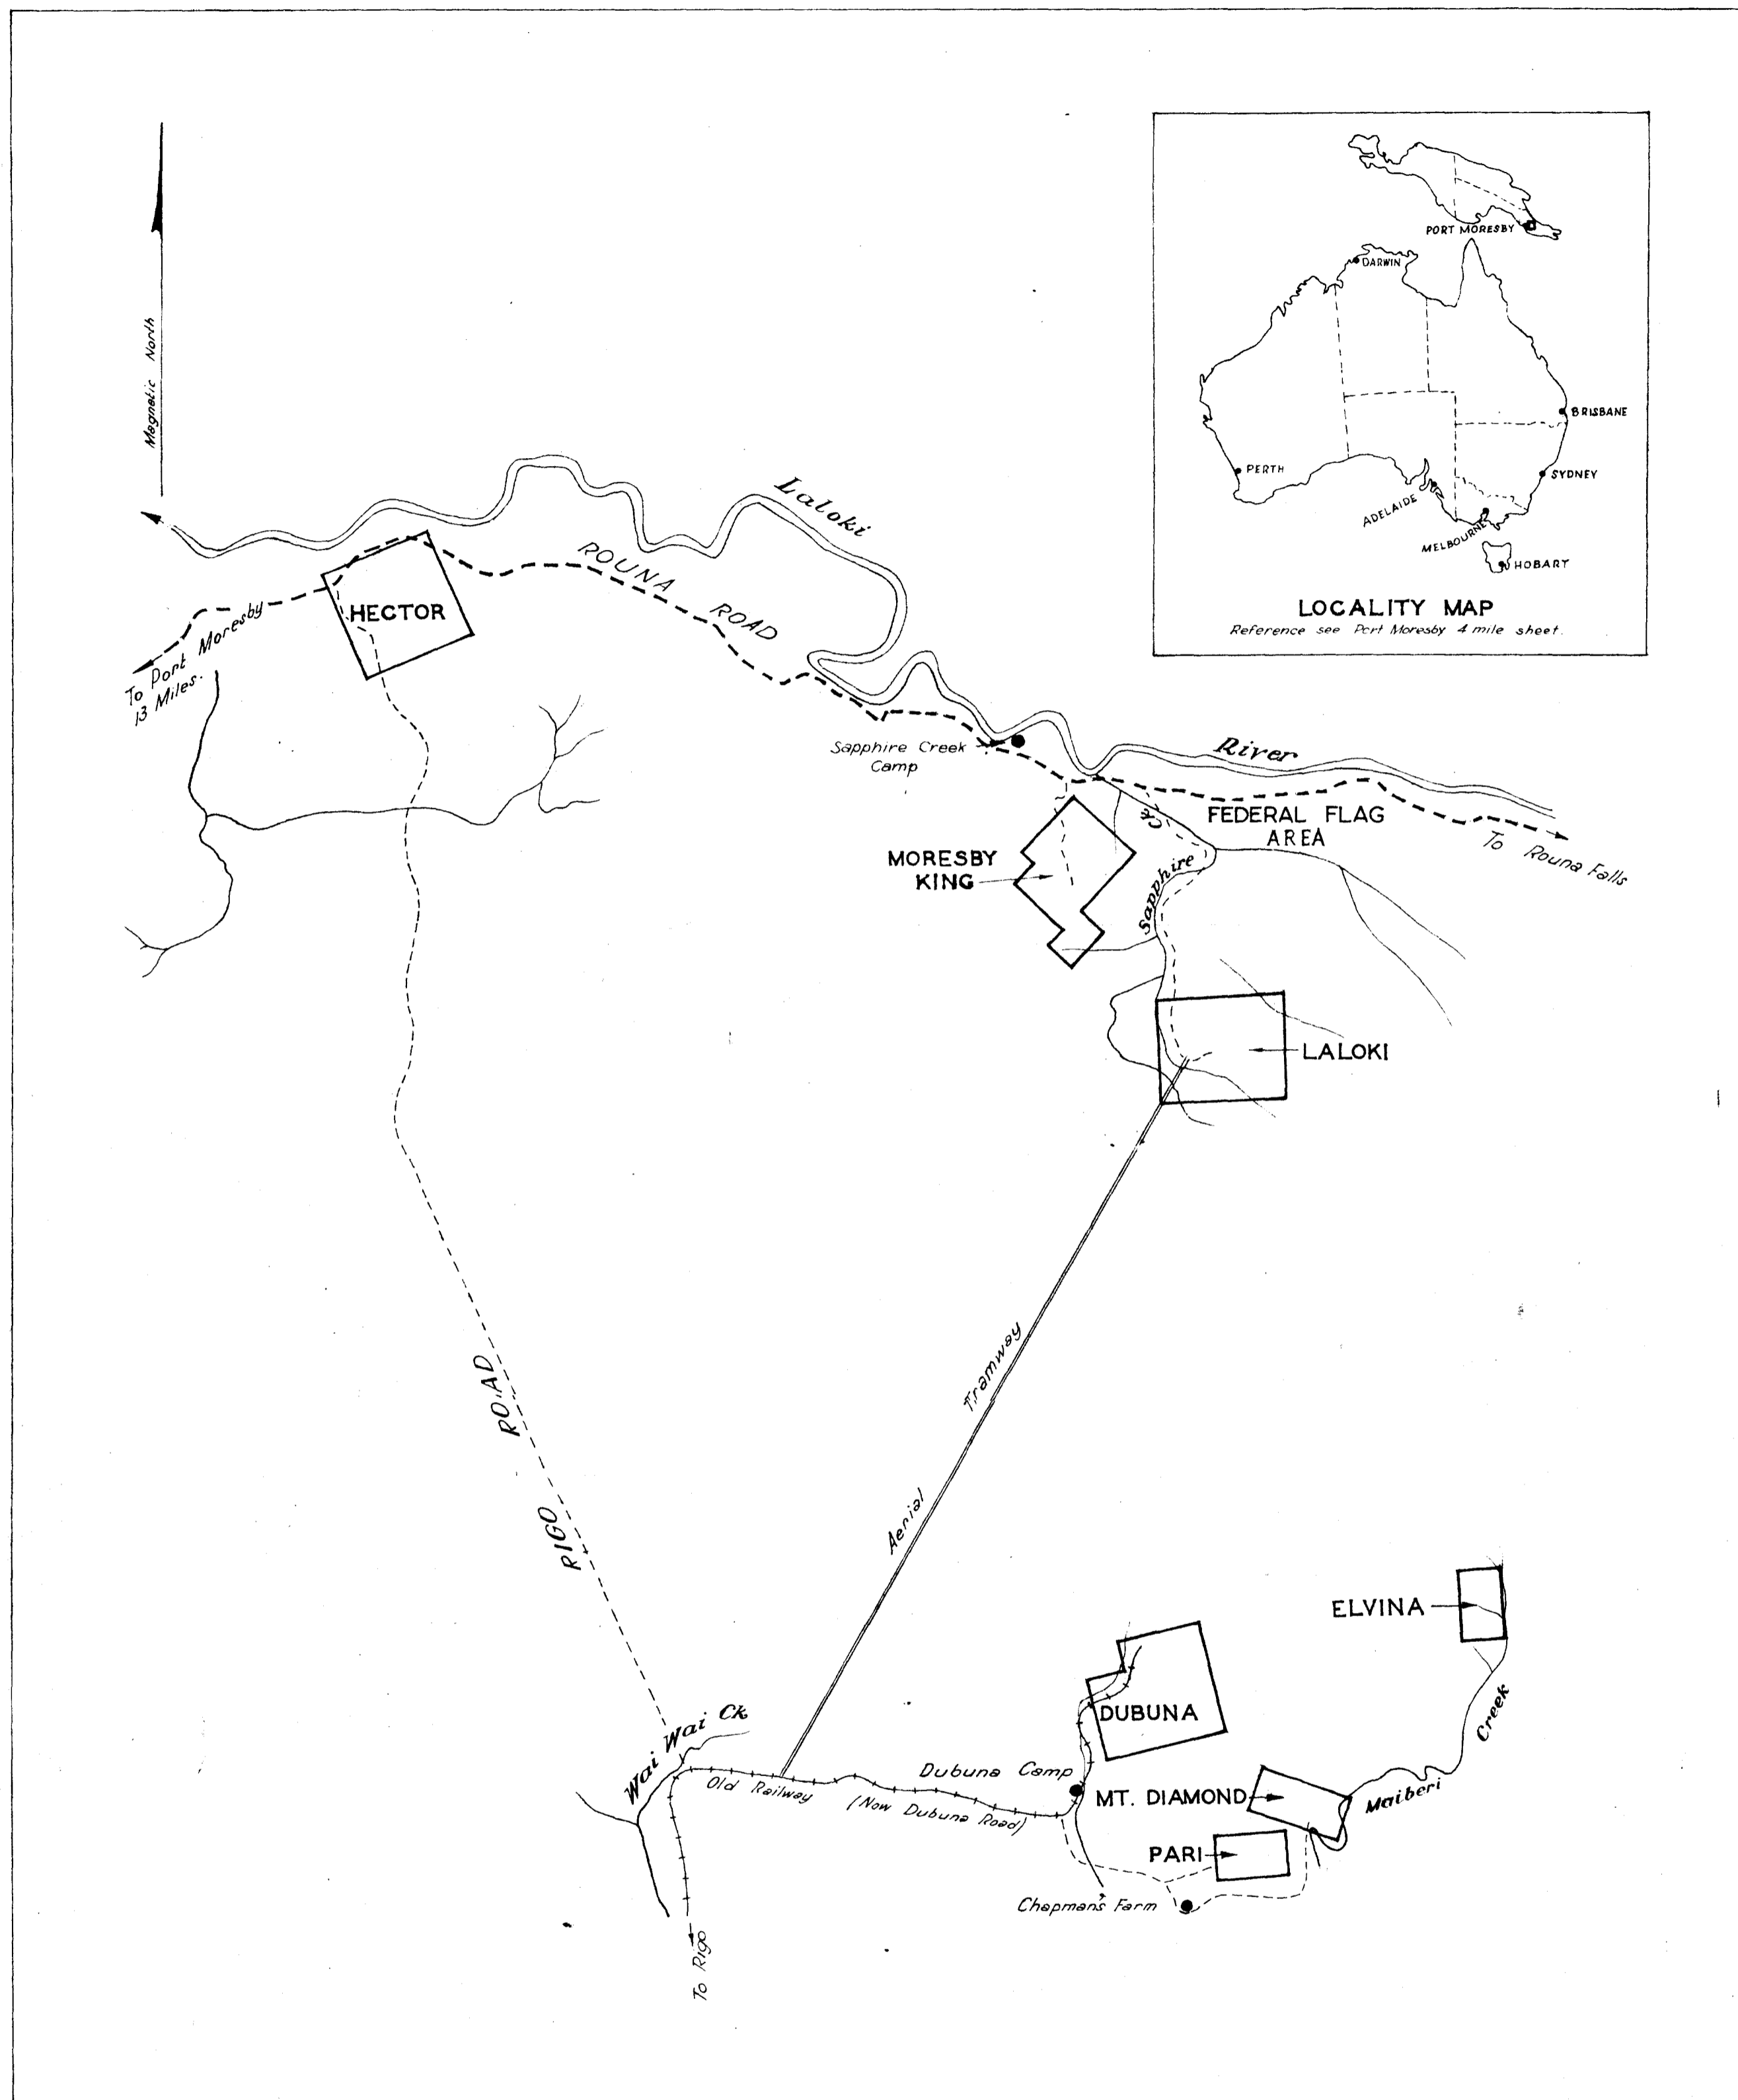 Magnetic North
PORT MORESBY
DARWIN
BRISBANE
PERTH
SYDNEY
ADELAIDE
MELBOURNE
HOBART
LOCALITY MAP
Reference see Port Moresby 4 mile sheet.
Laloki
ROUNA
ROAD
HECTOR
To Port Moresby
13 Miles.
Sapphire Creek
Camp
River
FEDERAL FLAG
AREA
To Rouna Falls
MORESBY
KING
Sapphire
Ck
LALOKI
Aerial Tramway
RIGO ROAD
ELVINA
DUBUNA
Wai Wai Ck
Dubuna Camp
Old Railway
(Now Dubuna Road)
MT. DIAMOND
Maiberi
Creek
PARI
Chapman's Farm
To Rigo